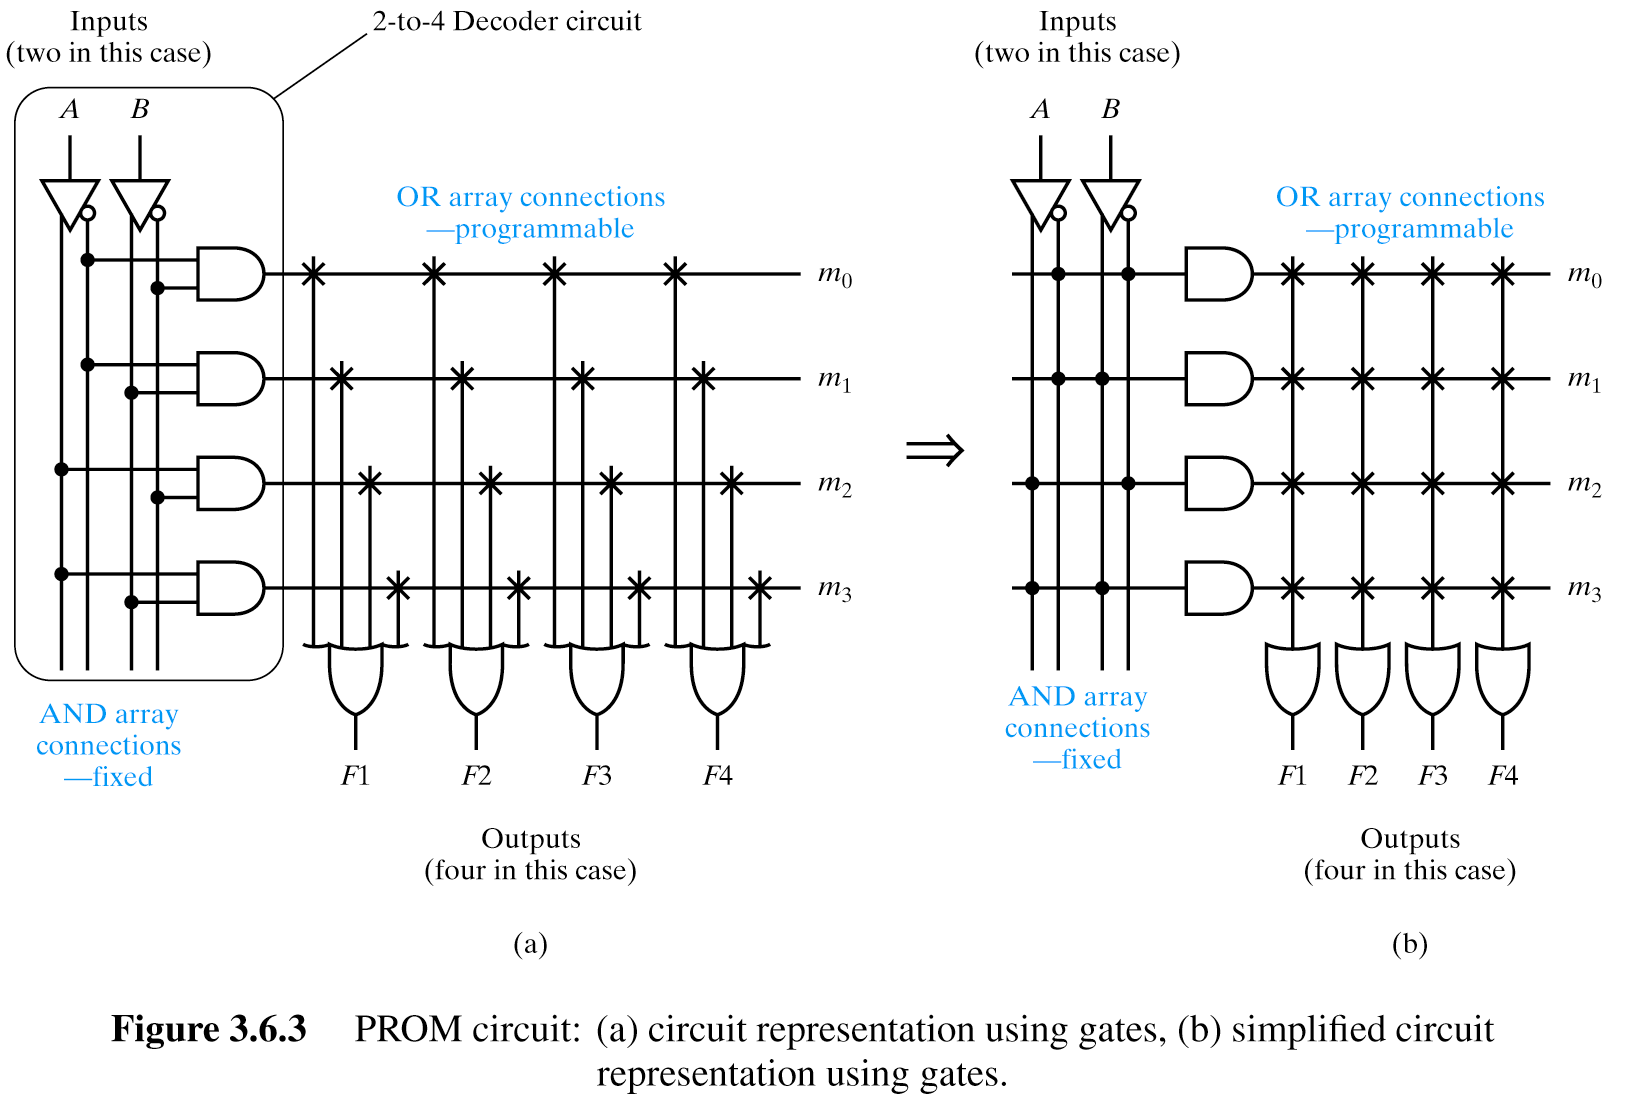 Inputs
(two in this case)
2-to-4 Decoder circuit
A B
OR array connections
—programmable
m0
m1
m2
m3
AND array
connections
—fixed
F1 F2 F3 F4
Outputs
(four in this case)
(a)
⇒
Inputs
(two in this case)
A B
OR array connections
—programmable
m0
m1
m2
m3
AND array
connections
—fixed
F1 F2 F3 F4
Outputs
(four in this case)
(b)
Figure 3.6.3 PROM circuit: (a) circuit representation using gates, (b) simplified circuit
representation using gates.